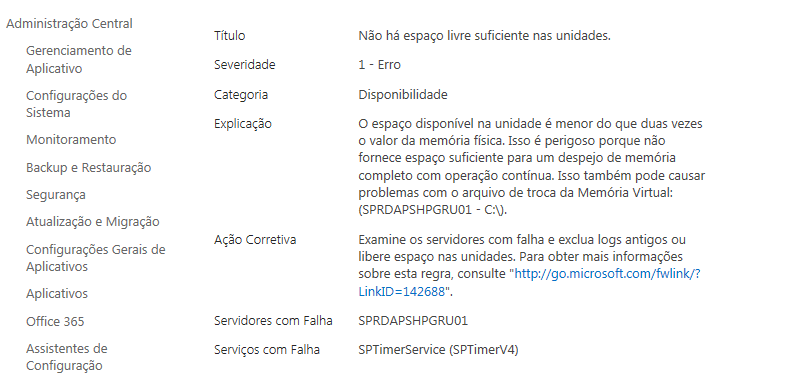 Administração Central
Gerenciamento de
Aplicativo
Configurações do
Sistema
Monitoramento
Backup e Restauração
Segurança
Atualização e Migração
Configurações Gerais de
Aplicativos
Aplicativos
Office 365
Assistentes de
Configuração
Título Não há espaço livre suficiente nas unidades.
Severidade 1 - Erro
Categoria Disponibilidade
Explicação O espaço disponível na unidade é menor do que duas vezes
o valor da memória física. Isso é perigoso porque não
fornece espaço suficiente para um despejo de memória
completo com operação contínua. Isso também pode causar
problemas com o arquivo de troca da Memória Virtual:
(SPRDAPSHPGRU01 - C:\).
Ação Corretiva Examine os servidores com falha e exclua logs antigos ou
libere espaço nas unidades. Para obter mais informações
sobre esta regra, consulte "http://go.microsoft.com/fwlink/?
LinkID=142688".
Servidores com Falha SPRDAPSHPGRU01
Serviços com Falha SPTimerService (SPTimerV4)